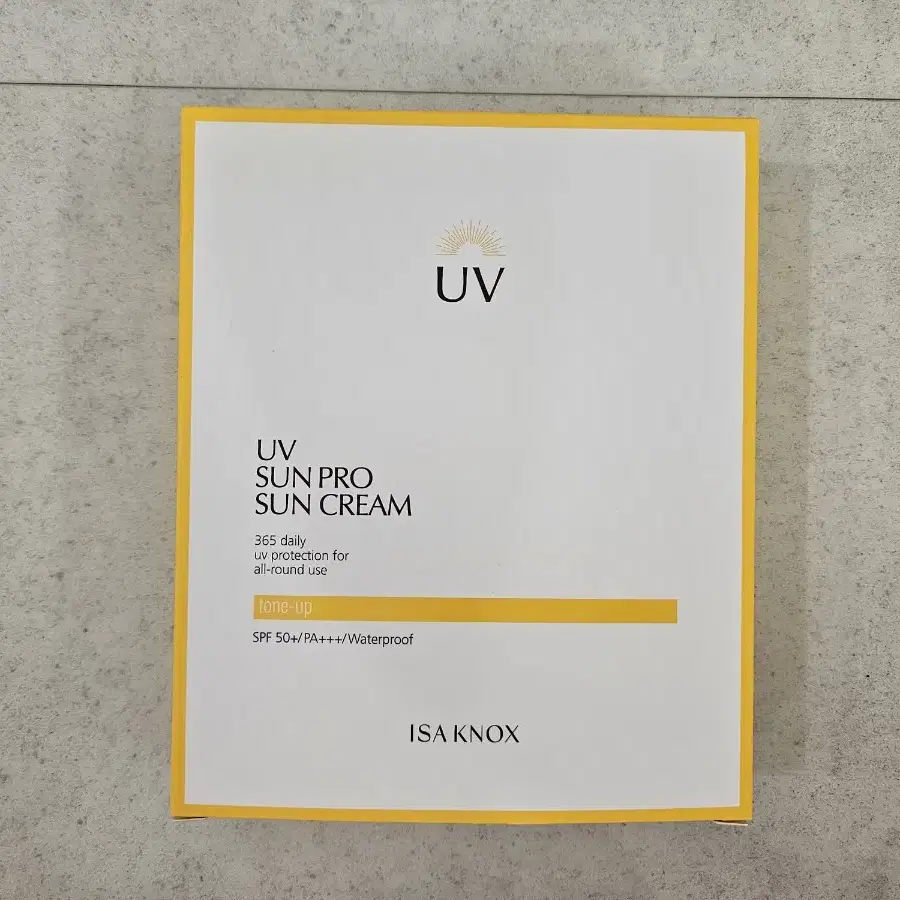 UV
UV
SUN PRO
SUN CREAM
365 daily
uv protection for
all-round use
tone-up
SPF 50+/PA+++/Waterproof
ISA KNOX